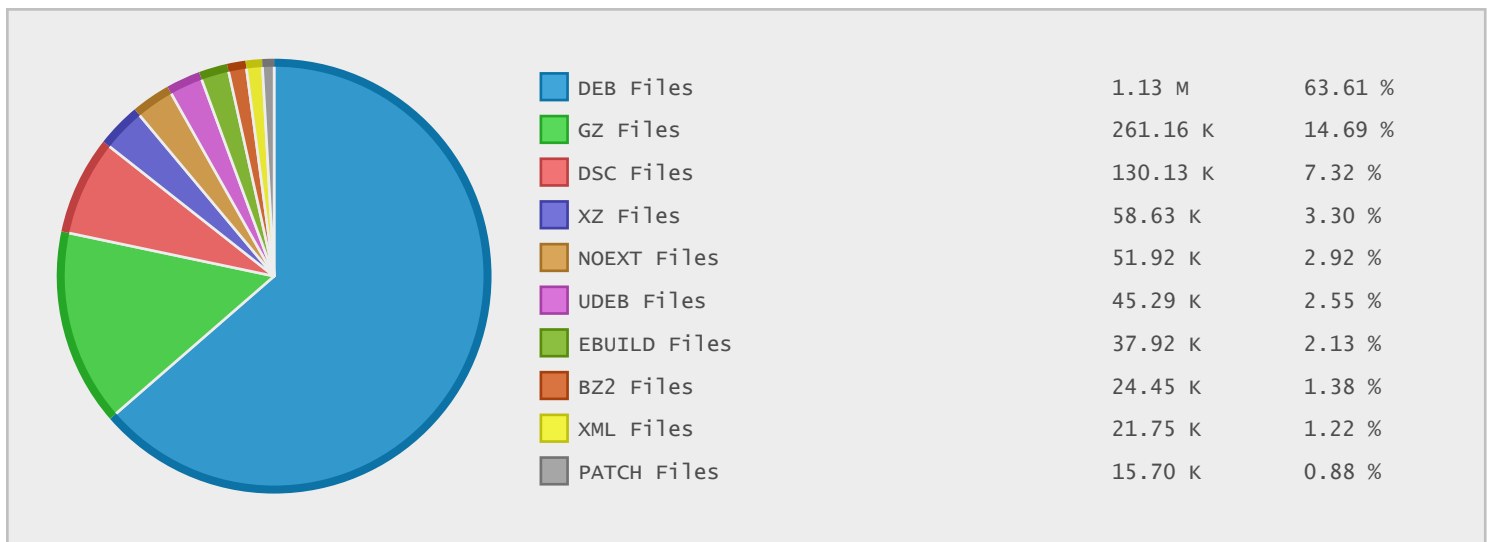 DEB Files 1.13 M 63.61 %
GZ Files 261.16 K 14.69 %
DSC Files 130.13 K 7.32 %
XZ Files 58.63 K 3.30 %
NOEXT Files 51.92 K 2.92 %
UDEB Files 45.29 K 2.55 %
EBUILD Files 37.92 K 2.13 %
BZ2 Files 24.45 K 1.38 %
XML Files 21.75 K 1.22 %
PATCH Files 15.70 K 0.88 %